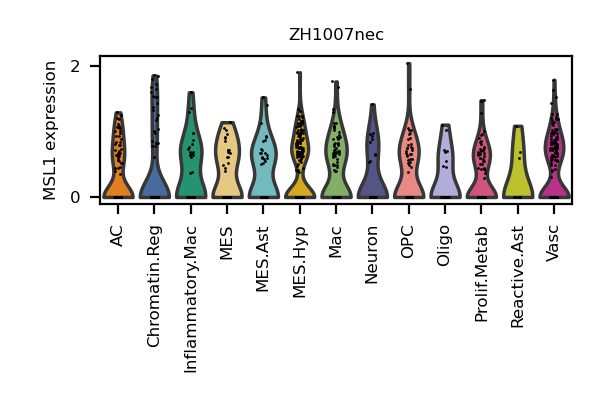 ZH1007nec
MSL1 expression
2
0
AC
Chromatin.Reg
Inflammatory.Mac
MES
MES.Ast
MES.Hyp
Mac
Neuron
OPC
Oligo
Prolif.Metab
Reactive.Ast
Vasc